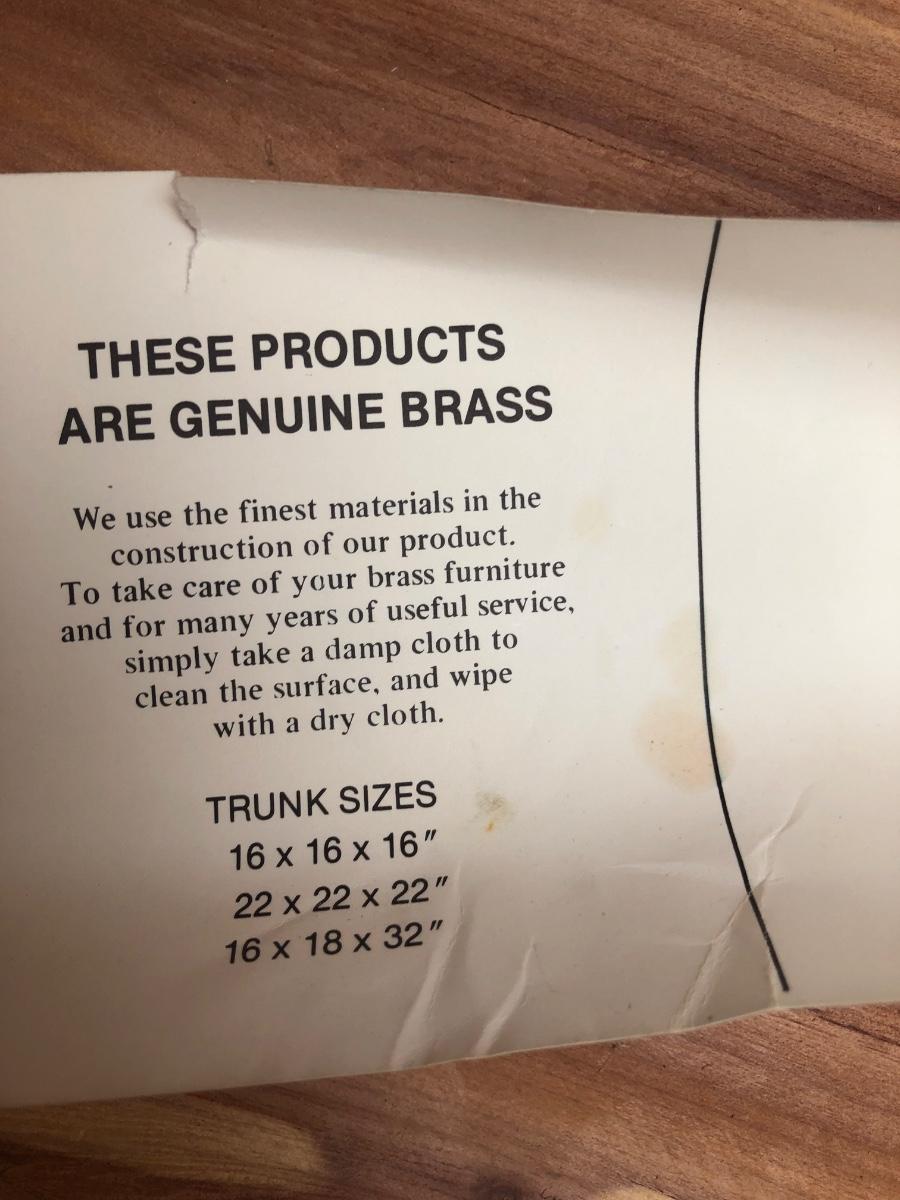 THESE PRODUCTS
ARE GENUINE BRASS
We use the finest materials in the
construction of our product.
To take care of your brass furniture
and for many years of useful service,
simply take a damp cloth to
clean the surface, and wipe
with a dry cloth.
TRUNK SIZES
16 x 16 x 16″
22 x 22 x 22″
16 x 18 x 32″